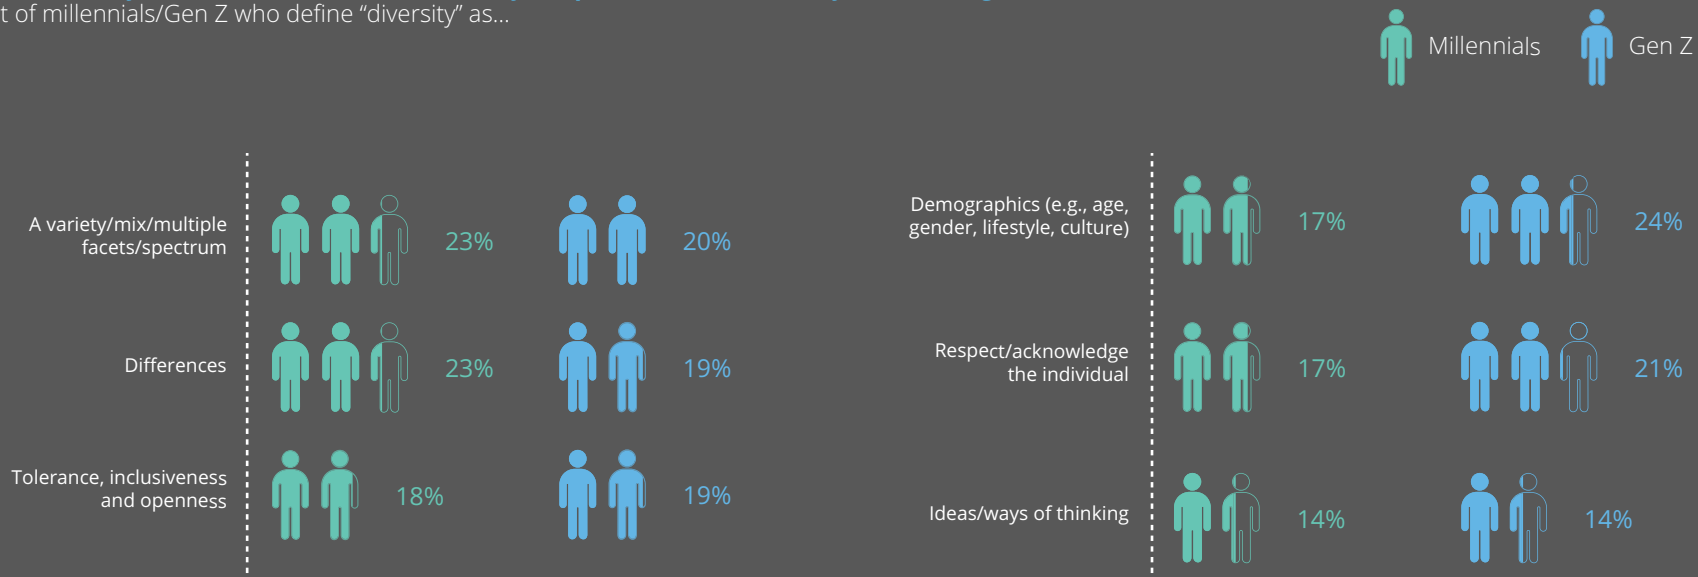 t of millennials/Gen Z who define “diversity” as...
Millennials
Gen Z
A variety/mix/multiple
facets/spectrum
23%
20%
Differences
23%
19%
Tolerance, inclusiveness
and openness
18%
19%
Demographics (e.g., age,
gender, lifestyle, culture)
17%
24%
Respect/acknowledge
the individual
17%
21%
Ideas/ways of thinking
14%
14%